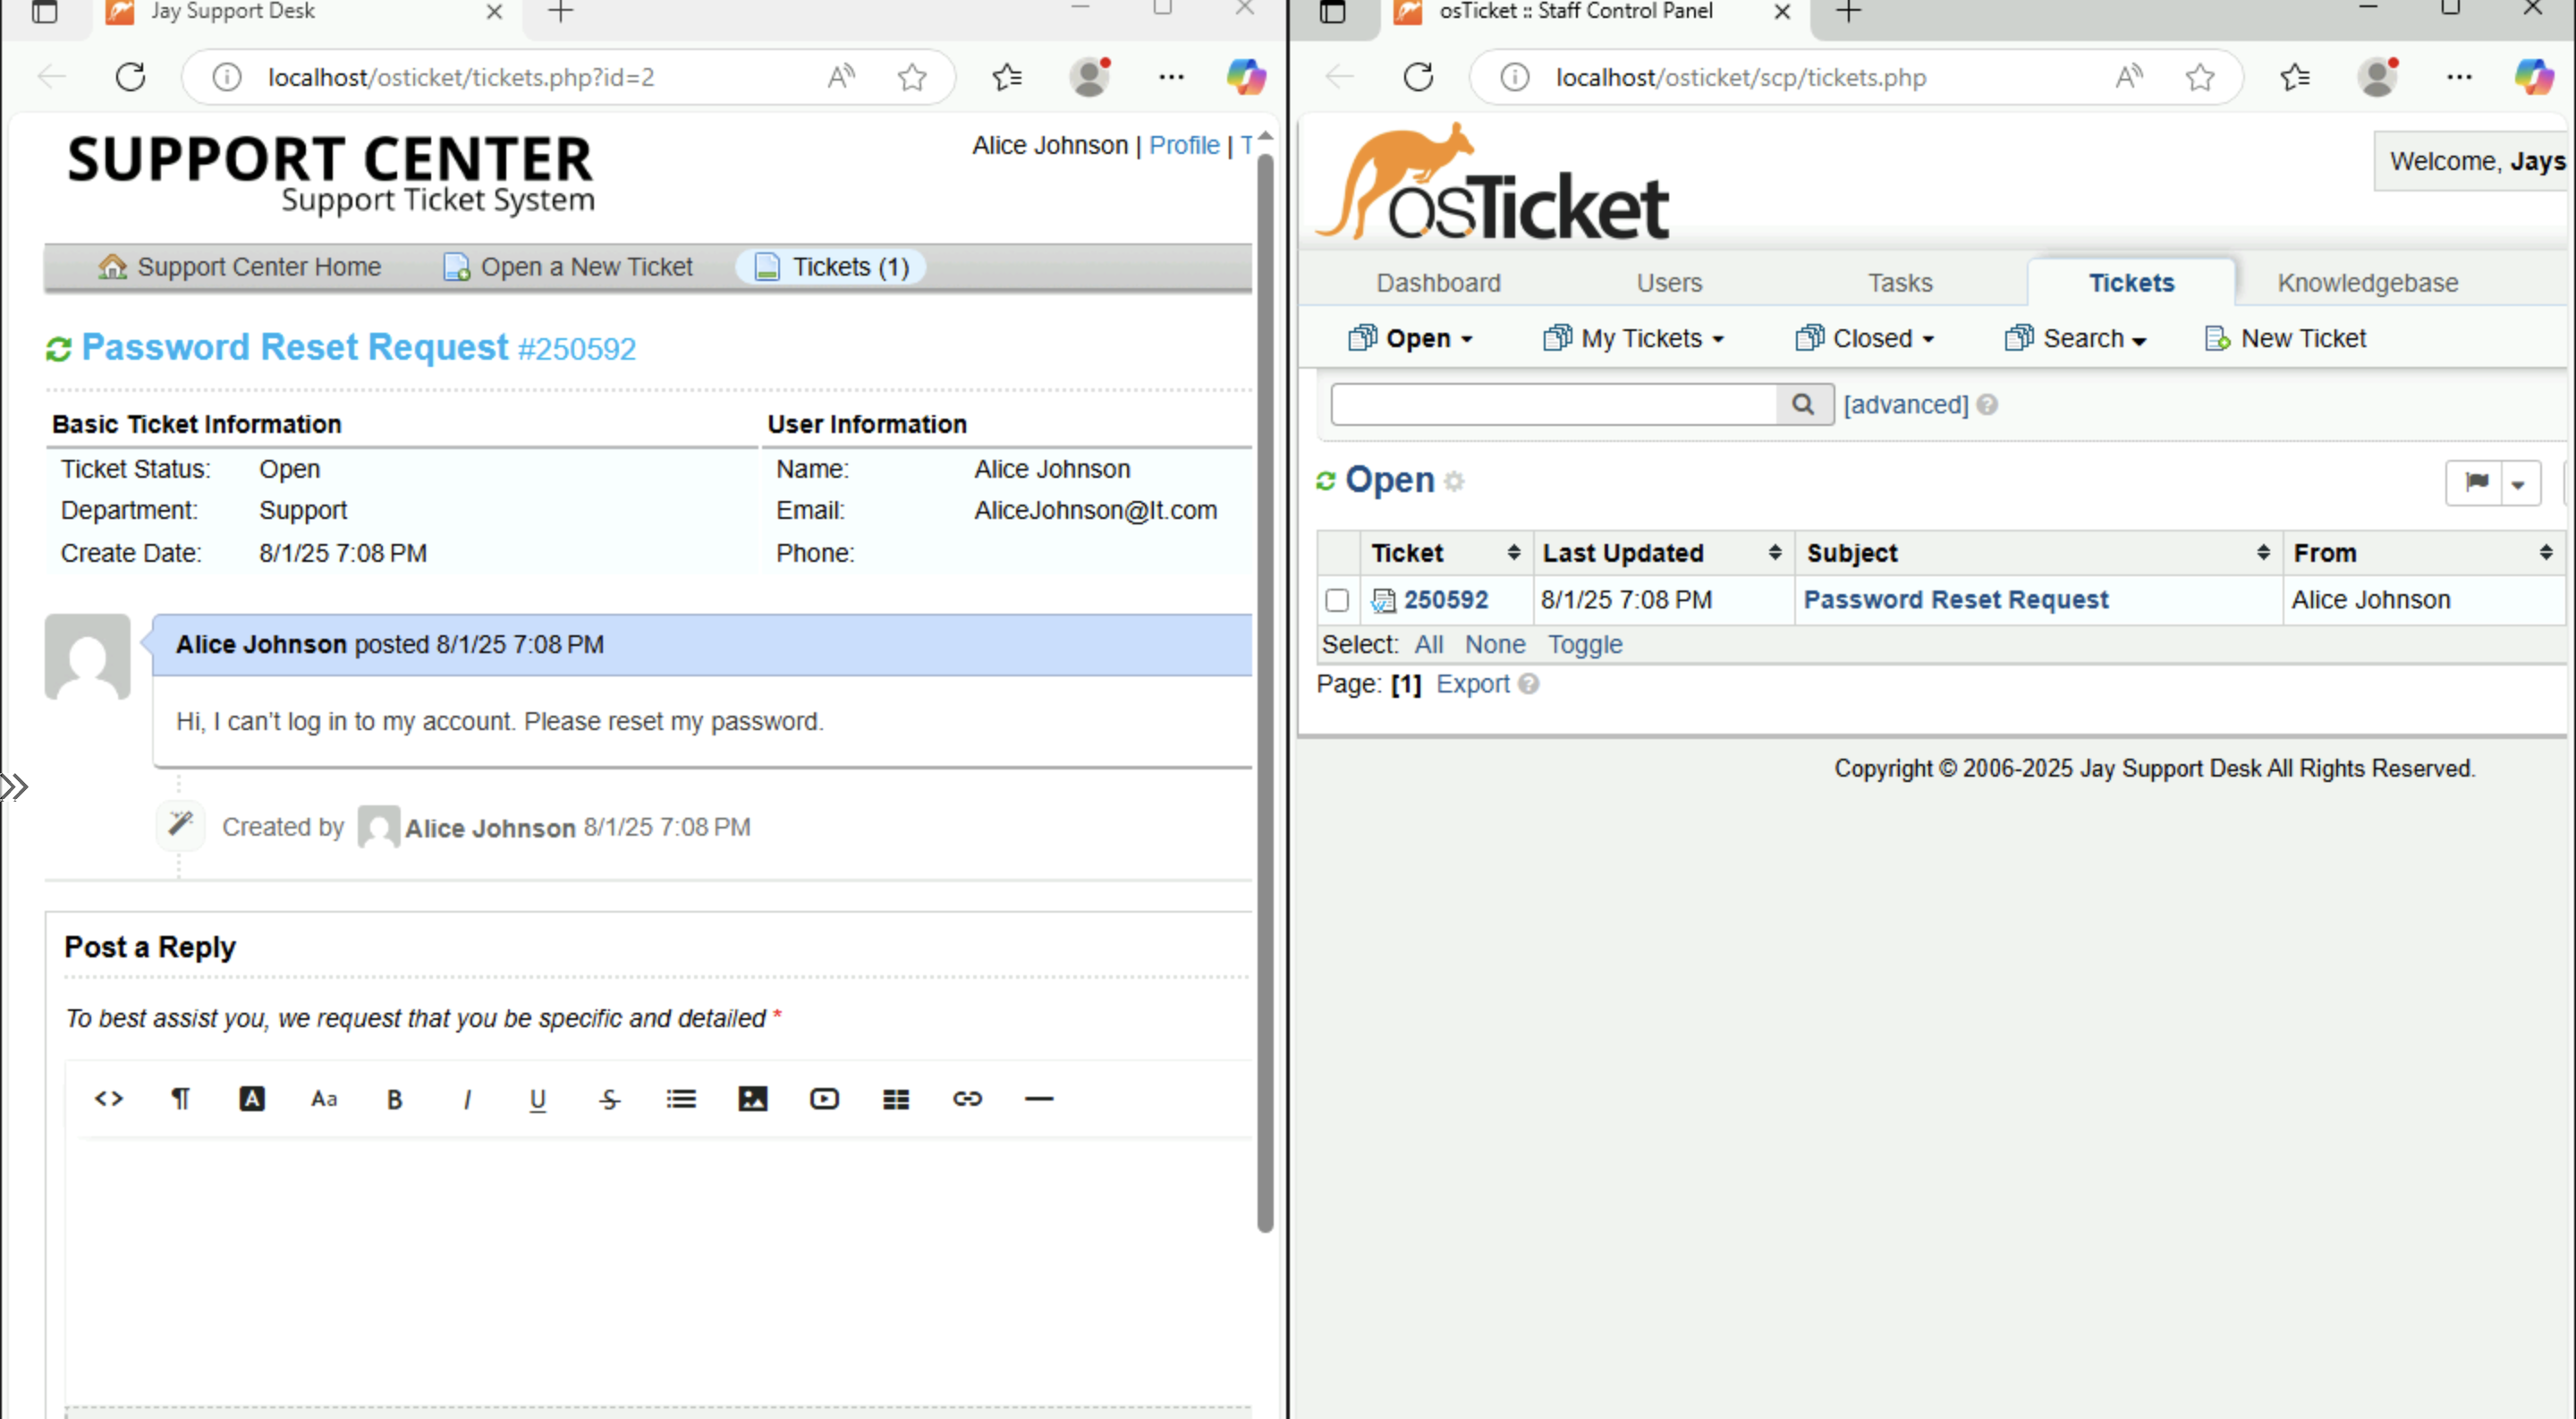 Jay Support Desk
localhost/osticket/tickets.php?id=2
SUPPORT CENTER
Support Ticket System
Alice Johnson | Profile | T
Support Center Home
Open a New Ticket
Tickets (1)
Password Reset Request #250592
Basic Ticket Information
Ticket Status: Open
Department: Support
Create Date: 8/1/25 7:08 PM
User Information
Name: Alice Johnson
Email: AliceJohnson@It.com
Phone:
Alice Johnson posted 8/1/25 7:08 PM
Hi, I can't log in to my account. Please reset my password.
Created by Alice Johnson 8/1/25 7:08 PM
Post a Reply
To best assist you, we request that you be specific and detailed *
osTicket :: Staff Control Panel
localhost/osticket/scp/tickets.php
osTicket
Welcome, Jays
Dashboard
Users
Tasks
Tickets
Knowledgebase
Open
My Tickets
Closed
Search
New Ticket
[advanced]
Open
Ticket Last Updated Subject From
250592 8/1/25 7:08 PM Password Reset Request Alice Johnson
Select: All None Toggle
Page: [1] Export
Copyright © 2006-2025 Jay Support Desk All Rights Reserved.